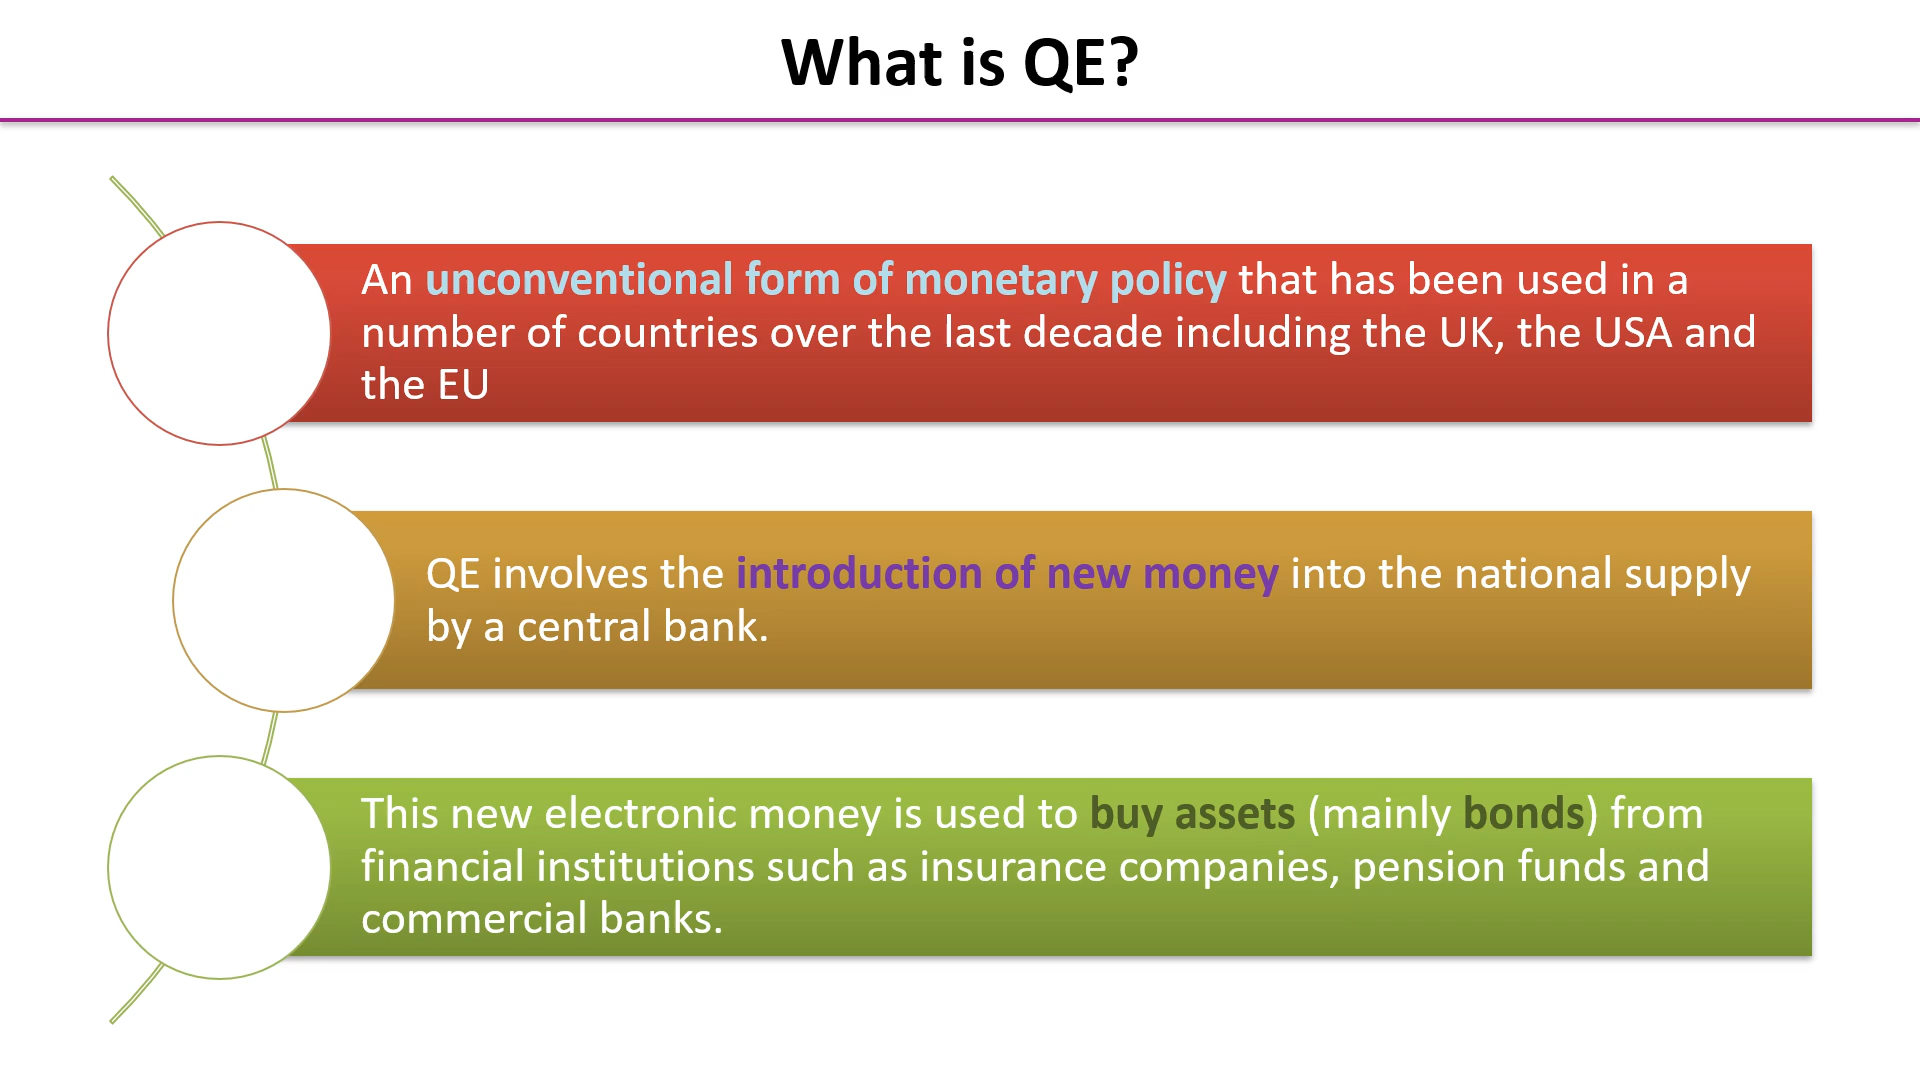 What is QE?
An unconventional form of monetary policy that has been used in a
number of countries over the last decade including the UK, the USA and
the EU
QE involves the introduction of new money into the national supply
by a central bank.
This new electronic money is used to buy assets (mainly bonds) from
financial institutions such as insurance companies, pension funds and
commercial banks.